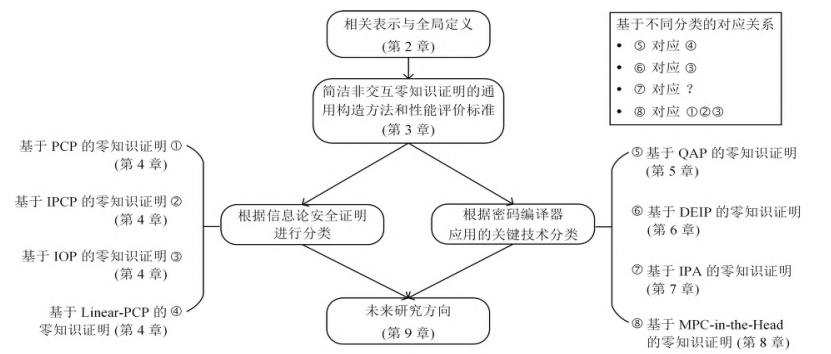 相关表示与全局定义
(第 2 章)
简洁非交互零知识证明的通
用构造方法和性能评价标准
(第 3 章)
基于不同分类的对应关系
• ⑤ 对应 ④
• ⑥ 对应 ③
• ⑦ 对应 ?
• ⑧ 对应 ①②③
基于 PCP 的零知识证明 ①
(第 4 章)
基于 IPCP 的零知识证明 ②
(第 4 章)
基于 IOP 的零知识证明 ③
(第 4 章)
基于 Linear-PCP 的 ④
零知识证明 (第 4 章)
根据信息论安全证明
进行分类
根据密码编译器
应用的关键技术分类
⑤ 基于 QAP 的零知识证明
(第 5 章)
⑥ 基于 DEIP 的零知识证明
(第 6 章)
⑦ 基于 IPA 的零知识证明
(第 7 章)
⑧ 基于 MPC-in-the-Head
的零知识证明 (第 8 章)
未来研究方向
(第 9 章)